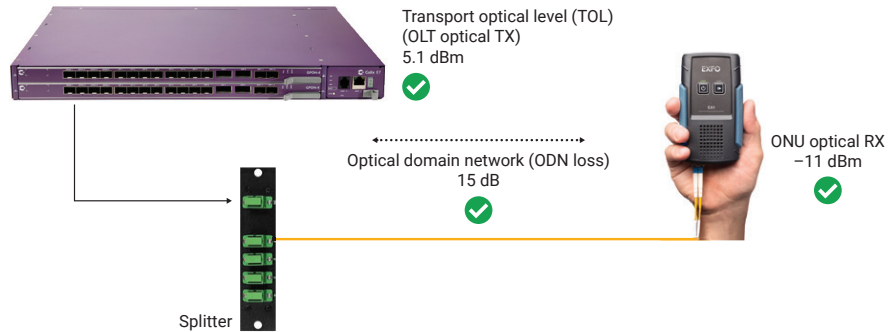 Transport optical level (TOL)
(OLT optical TX)
5.1 dBm
EXFO
ONU optical RX
–11 dBm
Optical domain network (ODN loss)
15 dB
Splitter